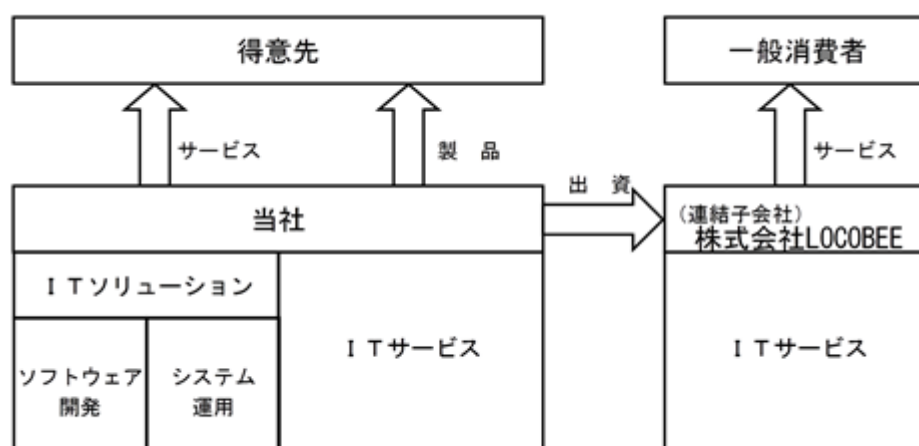 得意先
一般消費者
サービス
製　品
サービス
出　資
当社
(連結子会社)
株式会社LOCOBEE
ＩＴソリューション
ＩＴサービス
ＩＴサービス
ソフトウェア
開発
システム
運用